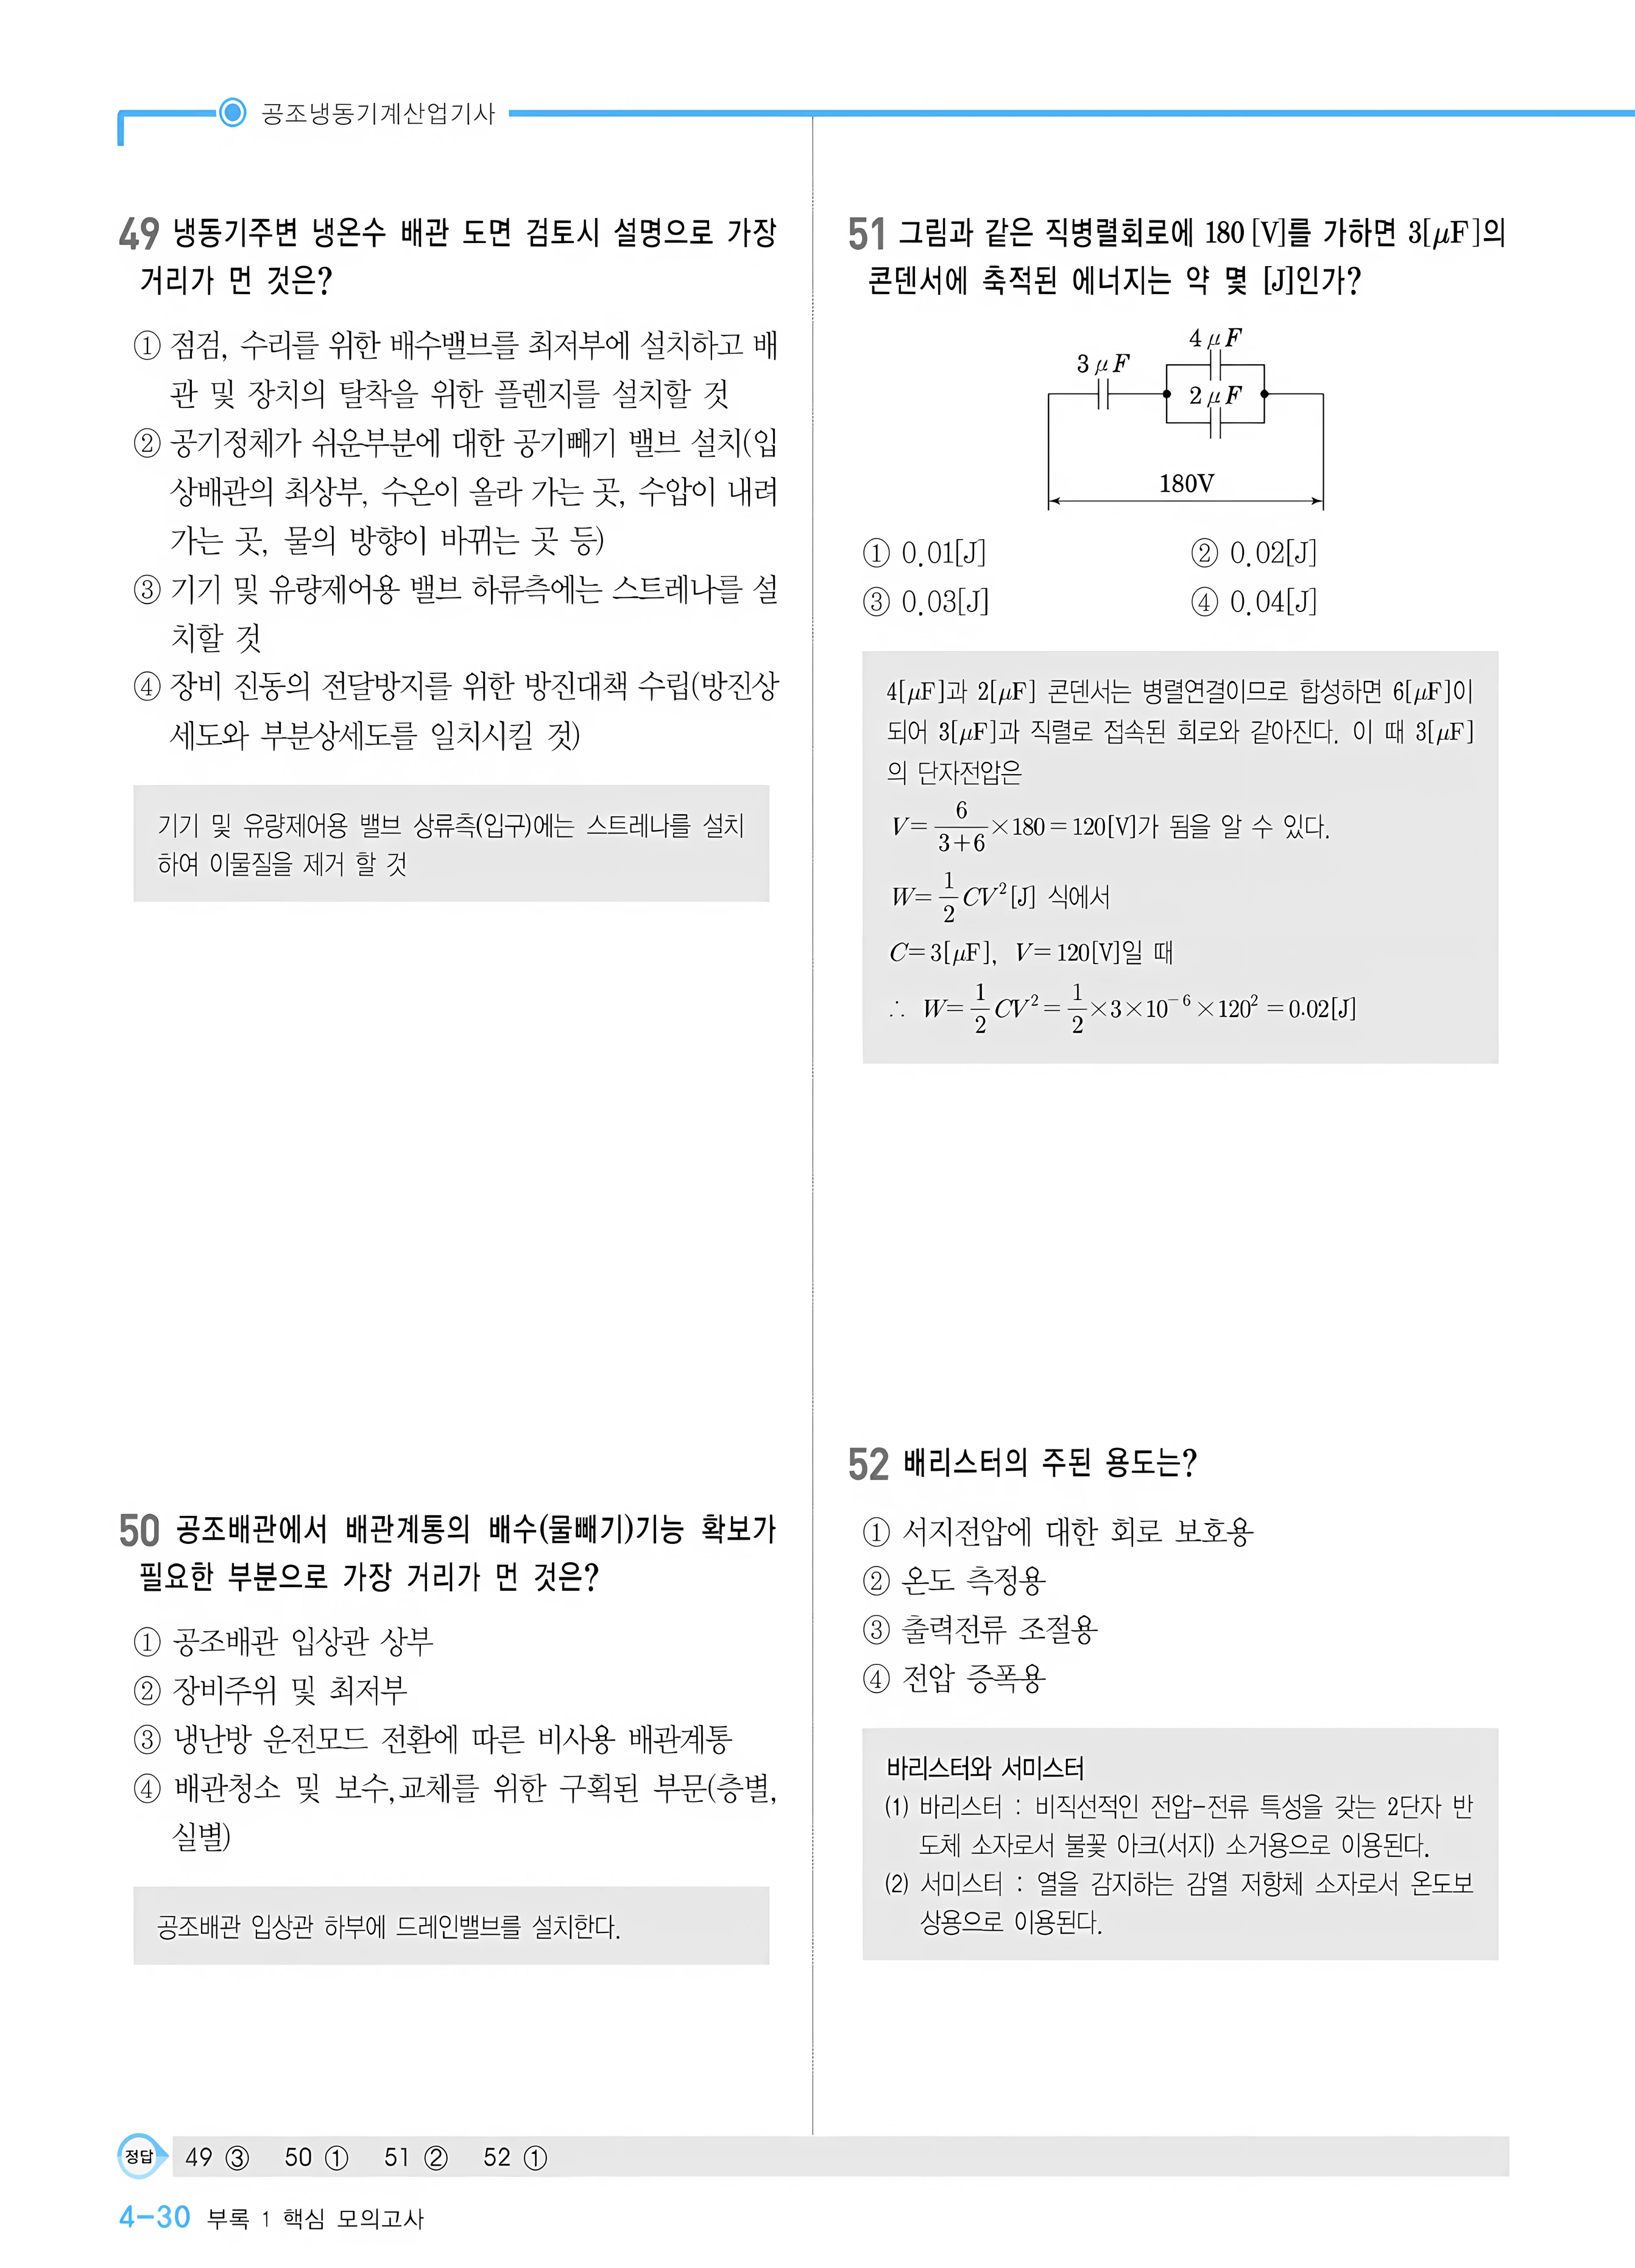 공조냉동기계산업기사
49 냉동기주변 냉온수 배관 도면 검토시 설명으로 가장
거리가 먼 것은?
① 점검, 수리를 위한 배수밸브를 최저부에 설치하고 배
관 및 장치의 탈착을 위한 플렌지를 설치할 것
② 공기정체가 쉬운부분에 대한 공기빼기 밸브 설치(입
상배관의 최상부, 수온이 올라 가는 곳, 수압이 내려
가는 곳, 물의 방향이 바뀌는 곳 등)
③ 기기 및 유량제어용 밸브 하류측에는 스트레나를 설
치할 것
④ 장비 진동의 전달방지를 위한 방진대책 수립(방진상
세도와 부분상세도를 일치시킬 것)
기기 및 유량제어용 밸브 상류측(입구)에는 스트레나를 설치
하여 이물질을 제거 할 것
50 공조배관에서 배관계통의 배수(물빼기)기능 확보가
필요한 부분으로 가장 거리가 먼 것은?
① 공조배관 입상관 상부
② 장비주위 및 최저부
③ 냉난방 운전모드 전환에 따른 비사용 배관계통
④ 배관청소 및 보수,교체를 위한 구획된 부문(층별,
실별)
공조배관 입상관 하부에 드레인밸브를 설치한다.
51 그림과 같은 직병렬회로에 180 [V]를 가하면 3[μF]의
콘덴서에 축적된 에너지는 약 몇 [J]인가?
4μF
3μF
2μF
180V
① 0.01[J] ② 0.02[J]
③ 0.03[J] ④ 0.04[J]
4[μF]과 2[μF] 콘덴서는 병렬연결이므로 합성하면 6[μF]이
되어 3[μF]과 직렬로 접속된 회로와 같아진다. 이 때 3[μF]
의 단자전압은
V=6/(3+6)×180=120[V]가 됨을 알 수 있다.
W=1/2 CV²[J] 식에서
C=3[μF], V=120[V]일 때
∴ W=1/2 CV²=1/2×3×10⁻⁶×120²=0.02[J]
52 배리스터의 주된 용도는?
① 서지전압에 대한 회로 보호용
② 온도 측정용
③ 출력전류 조절용
④ 전압 증폭용
바리스터와 서미스터
(1) 바리스터 : 비직선적인 전압-전류 특성을 갖는 2단자 반
도체 소자로서 불꽃 아크(서지) 소거용으로 이용된다.
(2) 서미스터 : 열을 감지하는 감열 저항체 소자로서 온도보
상용으로 이용된다.
정답 49 ③ 50 ① 51 ② 52 ①
4-30 부록 1 핵심 모의고사